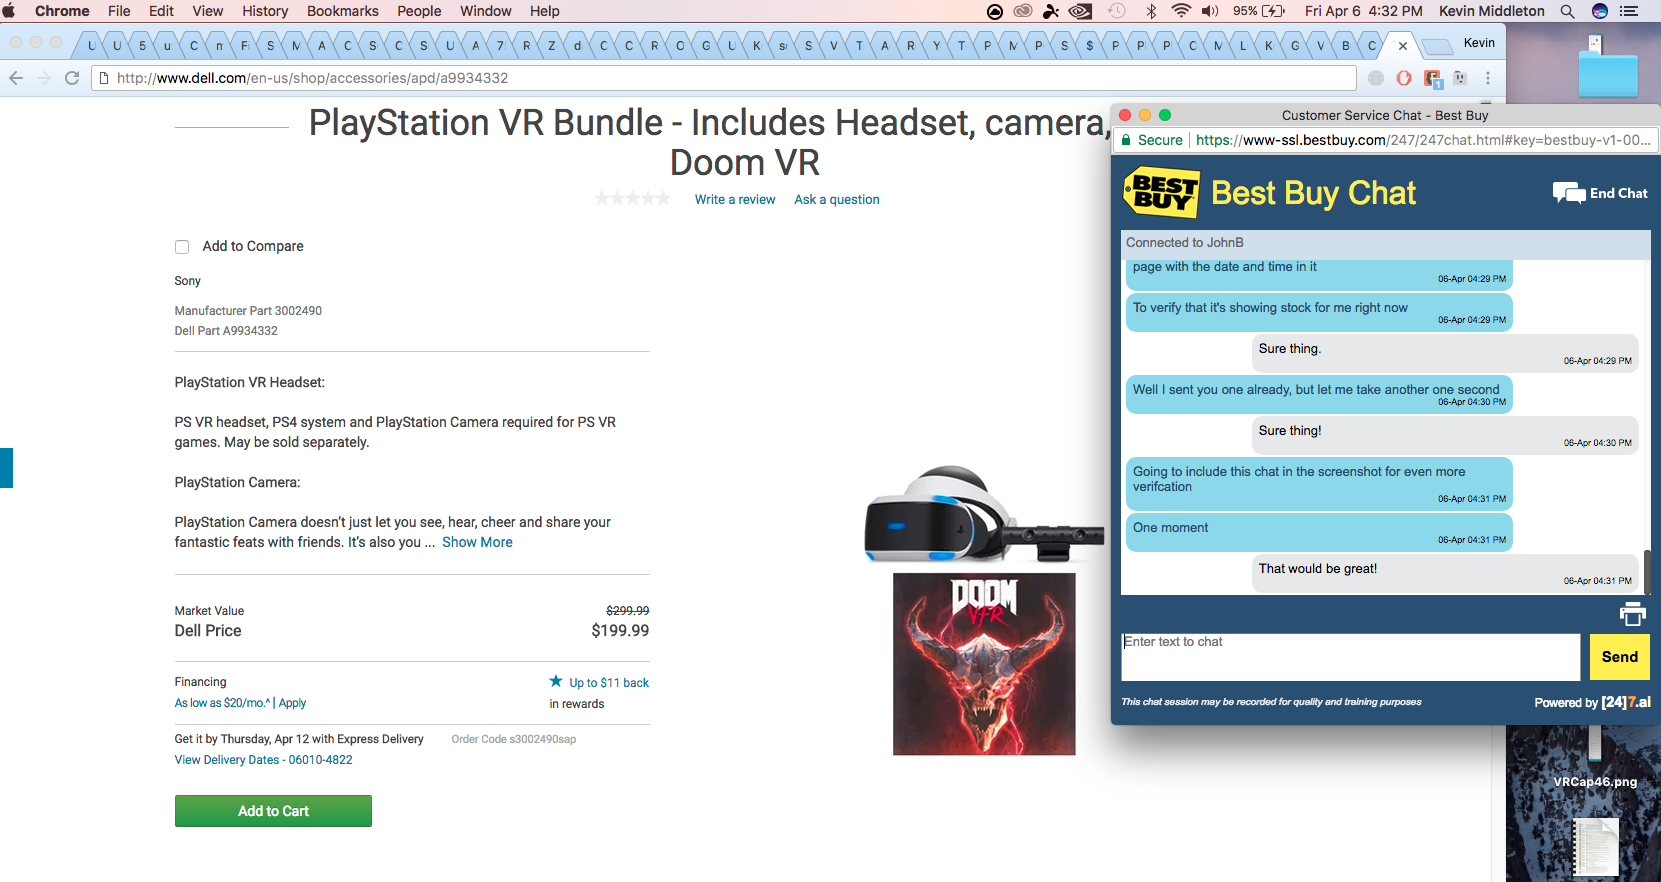 Chrome File Edit View History Bookmarks People Window Help
95% Fri Apr 6 4:32 PM Kevin Middleton
U U 5 u C m F S M A C S C S U A 7 R Z d C C R O G U K s S V T A R Y T P M P S $ P P P C M L K G V B C
Kevin
http://www.dell.com/en-us/shop/accessories/apd/a9934332
1
PlayStation VR Bundle - Includes Headset, camera,
Doom VR
Write a review Ask a question
Add to Compare
Sony
Manufacturer Part 3002490
Dell Part A9934332
PlayStation VR Headset:
PS VR headset, PS4 system and PlayStation Camera required for PS VR
games. May be sold separately.
PlayStation Camera:
PlayStation Camera doesn't just let you see, hear, cheer and share your
fantastic feats with friends. It's also you ... Show More
Market Value $299.99
Dell Price $199.99
Financing
Up to $11 back
As low as $20/mo.^ | Apply
in rewards
Get it by Thursday, Apr 12 with Express Delivery
Order Code s3002490sap
View Delivery Dates - 06010-4822
Add to Cart
DOOM
VFR
Customer Service Chat - Best Buy
Secure https://www-ssl.bestbuy.com/247/247chat.html#key=bestbuy-v1-00...
BEST
BUY
Best Buy Chat
End Chat
Connected to JohnB
page with the date and time in it
06-Apr 04:29 PM
To verify that it's showing stock for me right now
06-Apr 04:29 PM
Sure thing.
06-Apr 04:29 PM
Well I sent you one already, but let me take another one second
06-Apr 04:30 PM
Sure thing!
06-Apr 04:30 PM
Going to include this chat in the screenshot for even more
verifcation
06-Apr 04:31 PM
One moment
06-Apr 04:31 PM
That would be great!
06-Apr 04:31 PM
Enter text to chat
Send
This chat session may be recorded for quality and training purposes
Powered by [24]7.ai
VRCap46.png